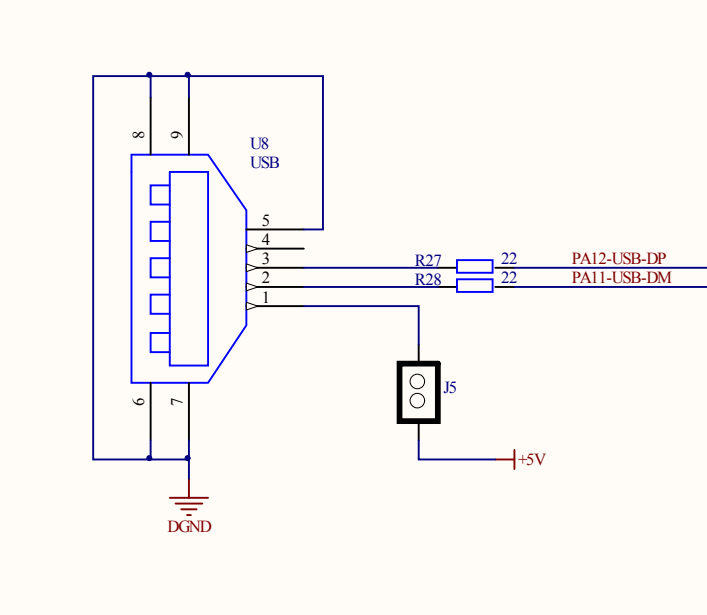 8
9
U8
USB
5
4
3
R27
22
PA12-USB-DP
2
R28
22
PA11-USB-DM
1
J5
6
7
+5V
DGND